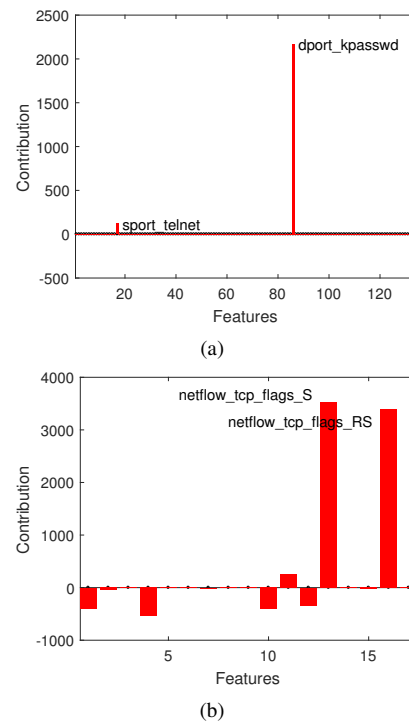 2500
dport_kpasswd
2000
1500
1000
500
sport_telnet
0
-500
20 40 60 80 100 120
Contribution
Features
(a)
4000
netflow_tcp_flags_S
netflow_tcp_flags_RS
3000
2000
1000
0
-1000
5 10 15
Contribution
Features
(b)